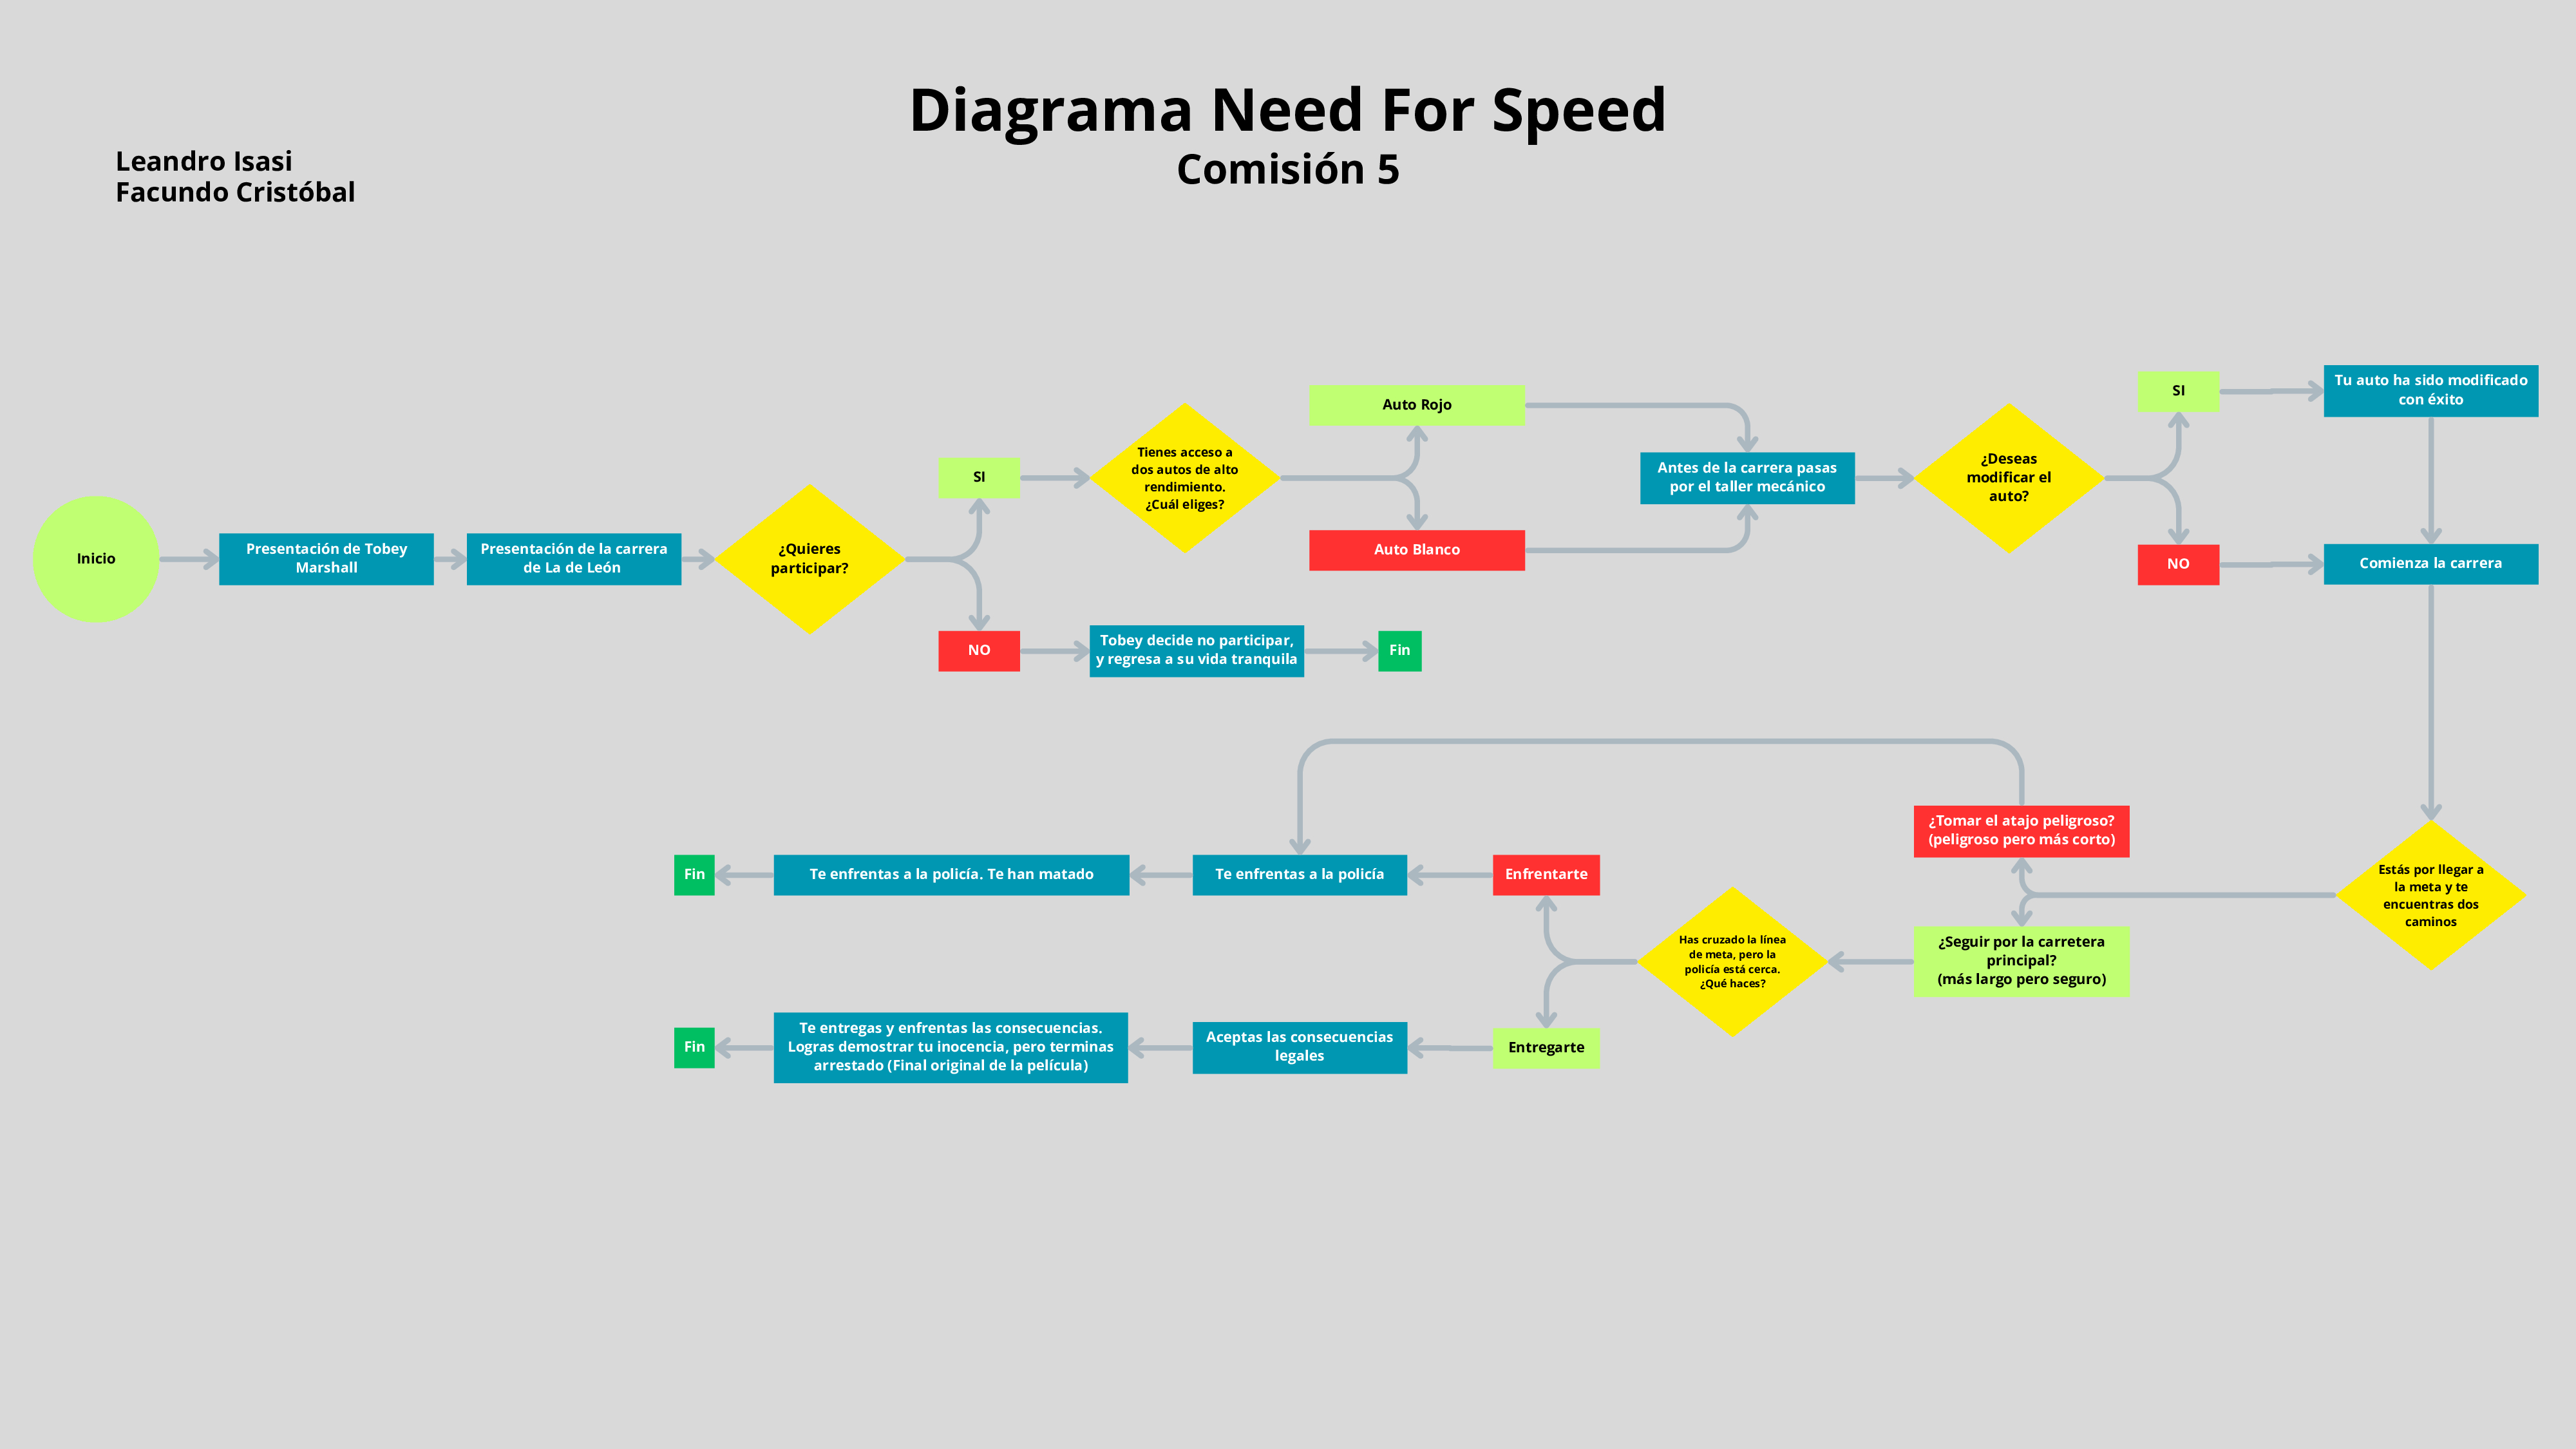 Diagrama Need For Speed
Comisión 5
Leandro Isasi
Facundo Cristóbal
Inicio
Presentación de Tobey
Marshall
Presentación de la carrera
de La de León
¿Quieres
participar?
SI
NO
Tienes acceso a
dos autos de alto
rendimiento.
¿Cuál eliges?
Tobey decide no participar,
y regresa a su vida tranquila
Fin
Auto Rojo
Auto Blanco
Antes de la carrera pasas
por el taller mecánico
¿Deseas
modificar el
auto?
SI
NO
Tu auto ha sido modificado
con éxito
Comienza la carrera
Estás por llegar a
la meta y te
encuentras dos
caminos
¿Tomar el atajo peligroso?
(peligroso pero más corto)
¿Seguir por la carretera
principal?
(más largo pero seguro)
Has cruzado la línea
de meta, pero la
policía está cerca.
¿Qué haces?
Enfrentarte
Te enfrentas a la policía
Te enfrentas a la policía. Te han matado
Fin
Entregarte
Aceptas las consecuencias
legales
Te entregas y enfrentas las consecuencias.
Logras demostrar tu inocencia, pero terminas
arrestado (Final original de la película)
Fin